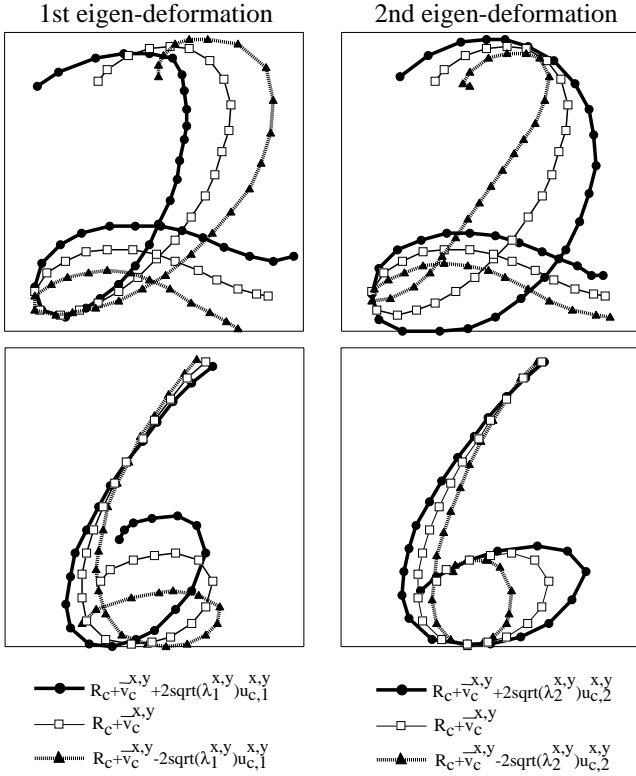 1st eigen-deformation
2nd eigen-deformation
R_c+v̅_c^{x,y}+2sqrt(λ_1^{x,y})u_{c,1}^{x,y}
R_c+v̅_c^{x,y}
R_c+v̅_c^{x,y}-2sqrt(λ_1^{x,y})u_{c,1}^{x,y}
R_c+v̅_c^{x,y}+2sqrt(λ_2^{x,y})u_{c,2}^{x,y}
R_c+v̅_c^{x,y}
R_c+v̅_c^{x,y}-2sqrt(λ_2^{x,y})u_{c,2}^{x,y}